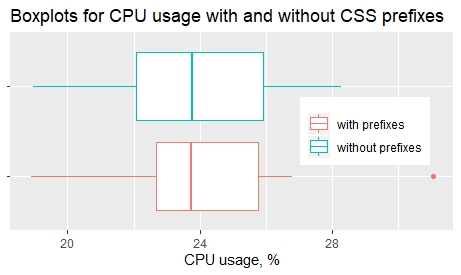 Boxplots for CPU usage with and without CSS prefixes
with prefixes
without prefixes
20 24 28
CPU usage, %